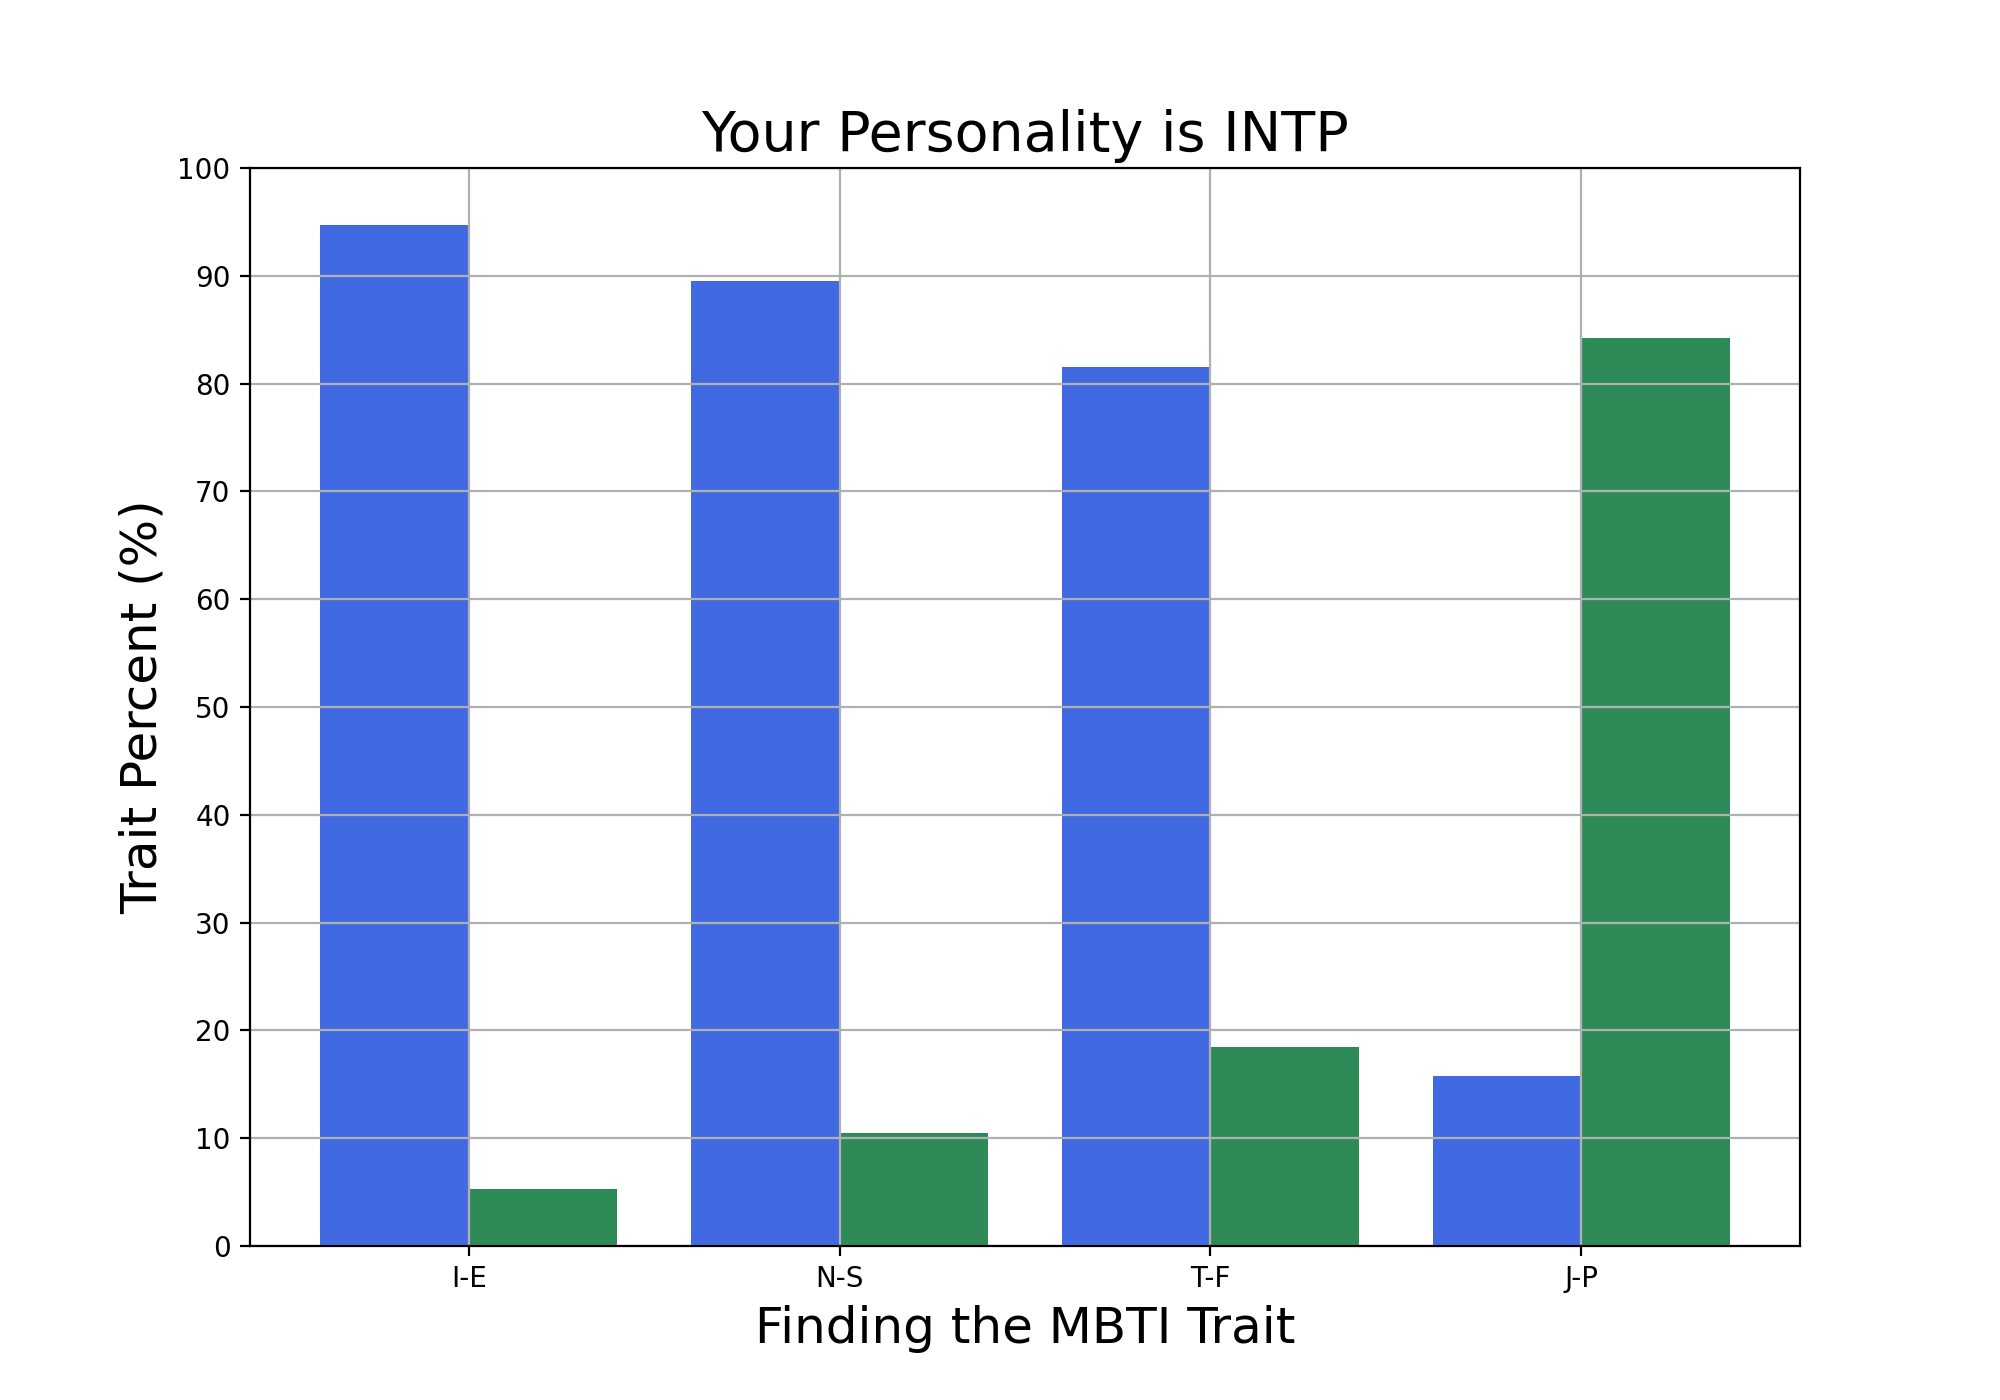 Your Personality is INTP
100
90
80
70
60
50
40
30
20
10
0
Trait Percent (%)
I-E N-S T-F J-P
Finding the MBTI Trait